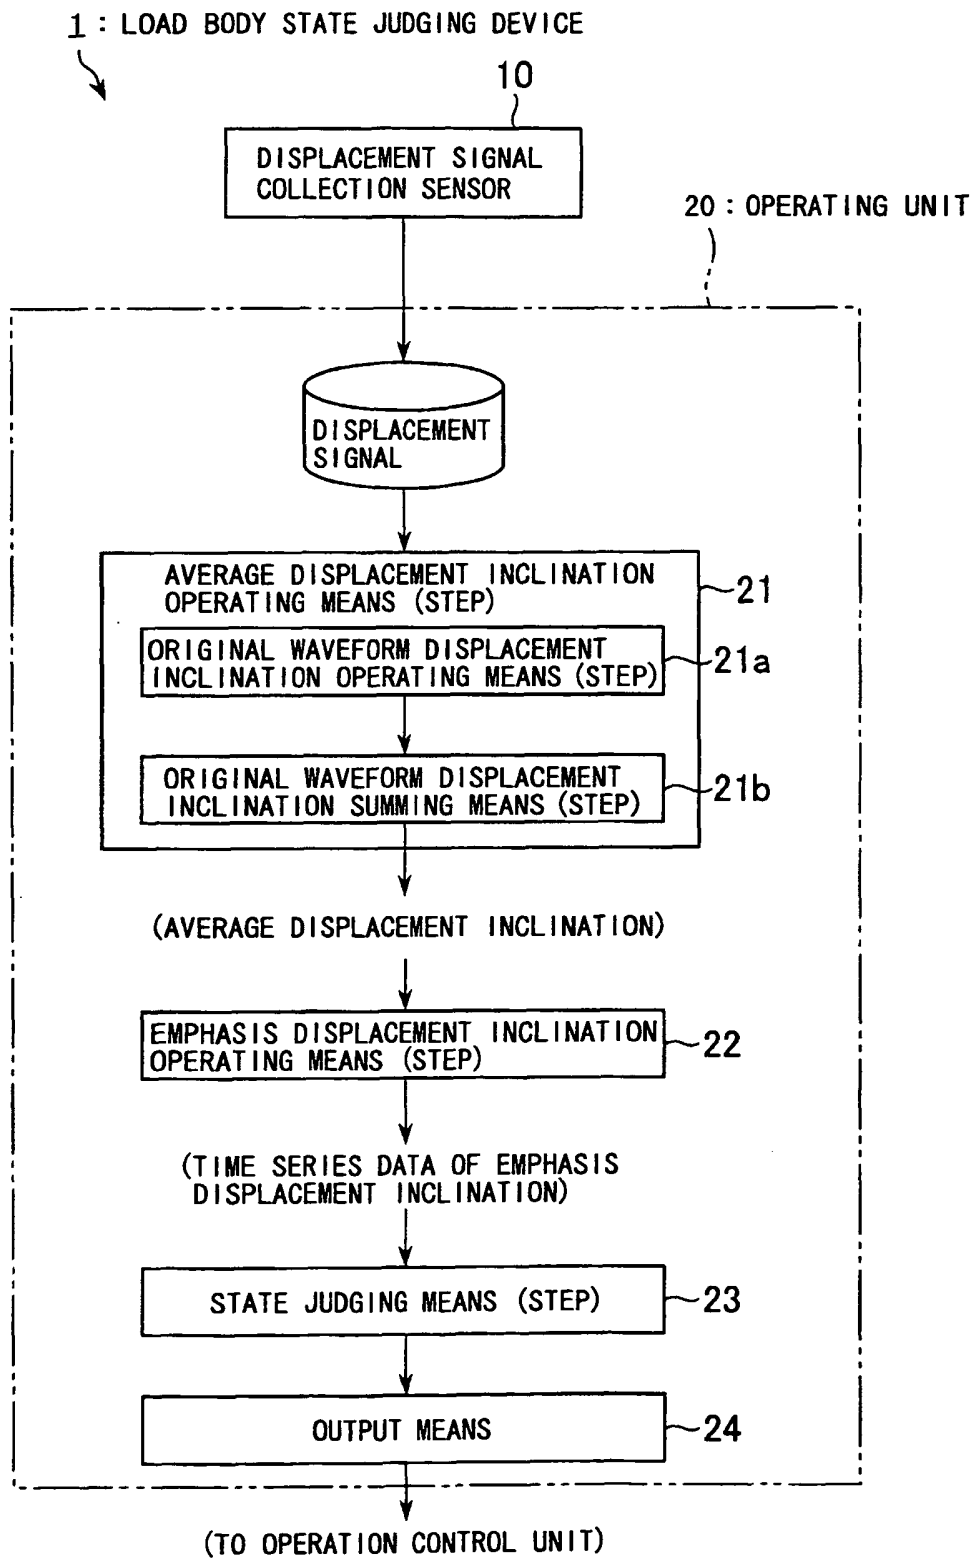 1 : LOAD BODY STATE JUDGING DEVICE
10
DISPLACEMENT SIGNAL
COLLECTION SENSOR
20 : OPERATING UNIT
DISPLACEMENT
SIGNAL
AVERAGE DISPLACEMENT INCLINATION
OPERATING MEANS (STEP)
21
ORIGINAL WAVEFORM DISPLACEMENT
INCLINATION OPERATING MEANS (STEP)
21a
ORIGINAL WAVEFORM DISPLACEMENT
INCLINATION SUMMING MEANS (STEP)
21b
(AVERAGE DISPLACEMENT INCLINATION)
EMPHASIS DISPLACEMENT INCLINATION
OPERATING MEANS (STEP)
22
(TIME SERIES DATA OF EMPHASIS
DISPLACEMENT INCLINATION)
STATE JUDGING MEANS (STEP)
23
OUTPUT MEANS
24
(TO OPERATION CONTROL UNIT)